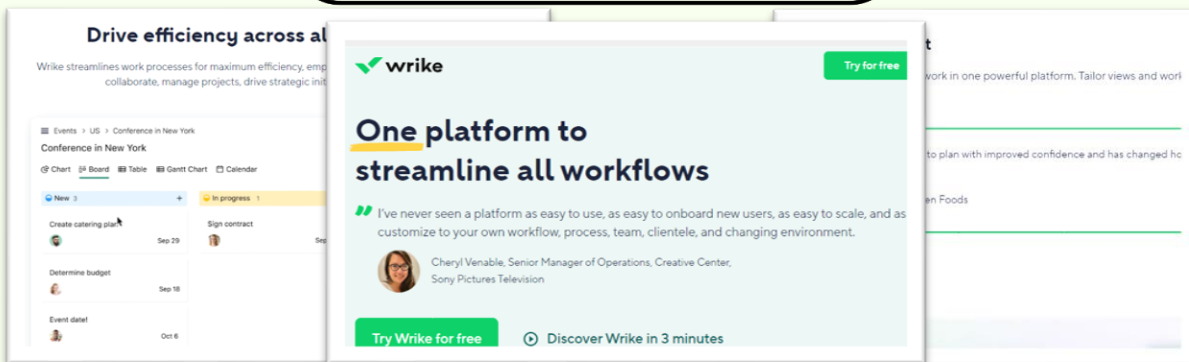 Drive efficiency across al
Wrike streamlines work processes for maximum efficiency, emp
collaborate, manage projects, drive strategic init
Events > US > Conference in New York
Conference in New York
Chart Board Table Gantt Chart Calendar
New 3 +
In progress 1
Create catering plan
Sep 29
Sign contract
Sep
Determine budget
Sep 18
Event date!
Oct 6
wrike
Try for free
One platform to
streamline all workflows
I've never seen a platform as easy to use, as easy to onboard new users, as easy to scale, and as
customize to your own workflow, process, team, clientele, and changing environment.
Cheryl Venable, Senior Manager of Operations, Creative Center,
Sony Pictures Television
Try Wrike for free
Discover Wrike in 3 minutes
t
work in one powerful platform. Tailor views and work
to plan with improved confidence and has changed ho
en Foods